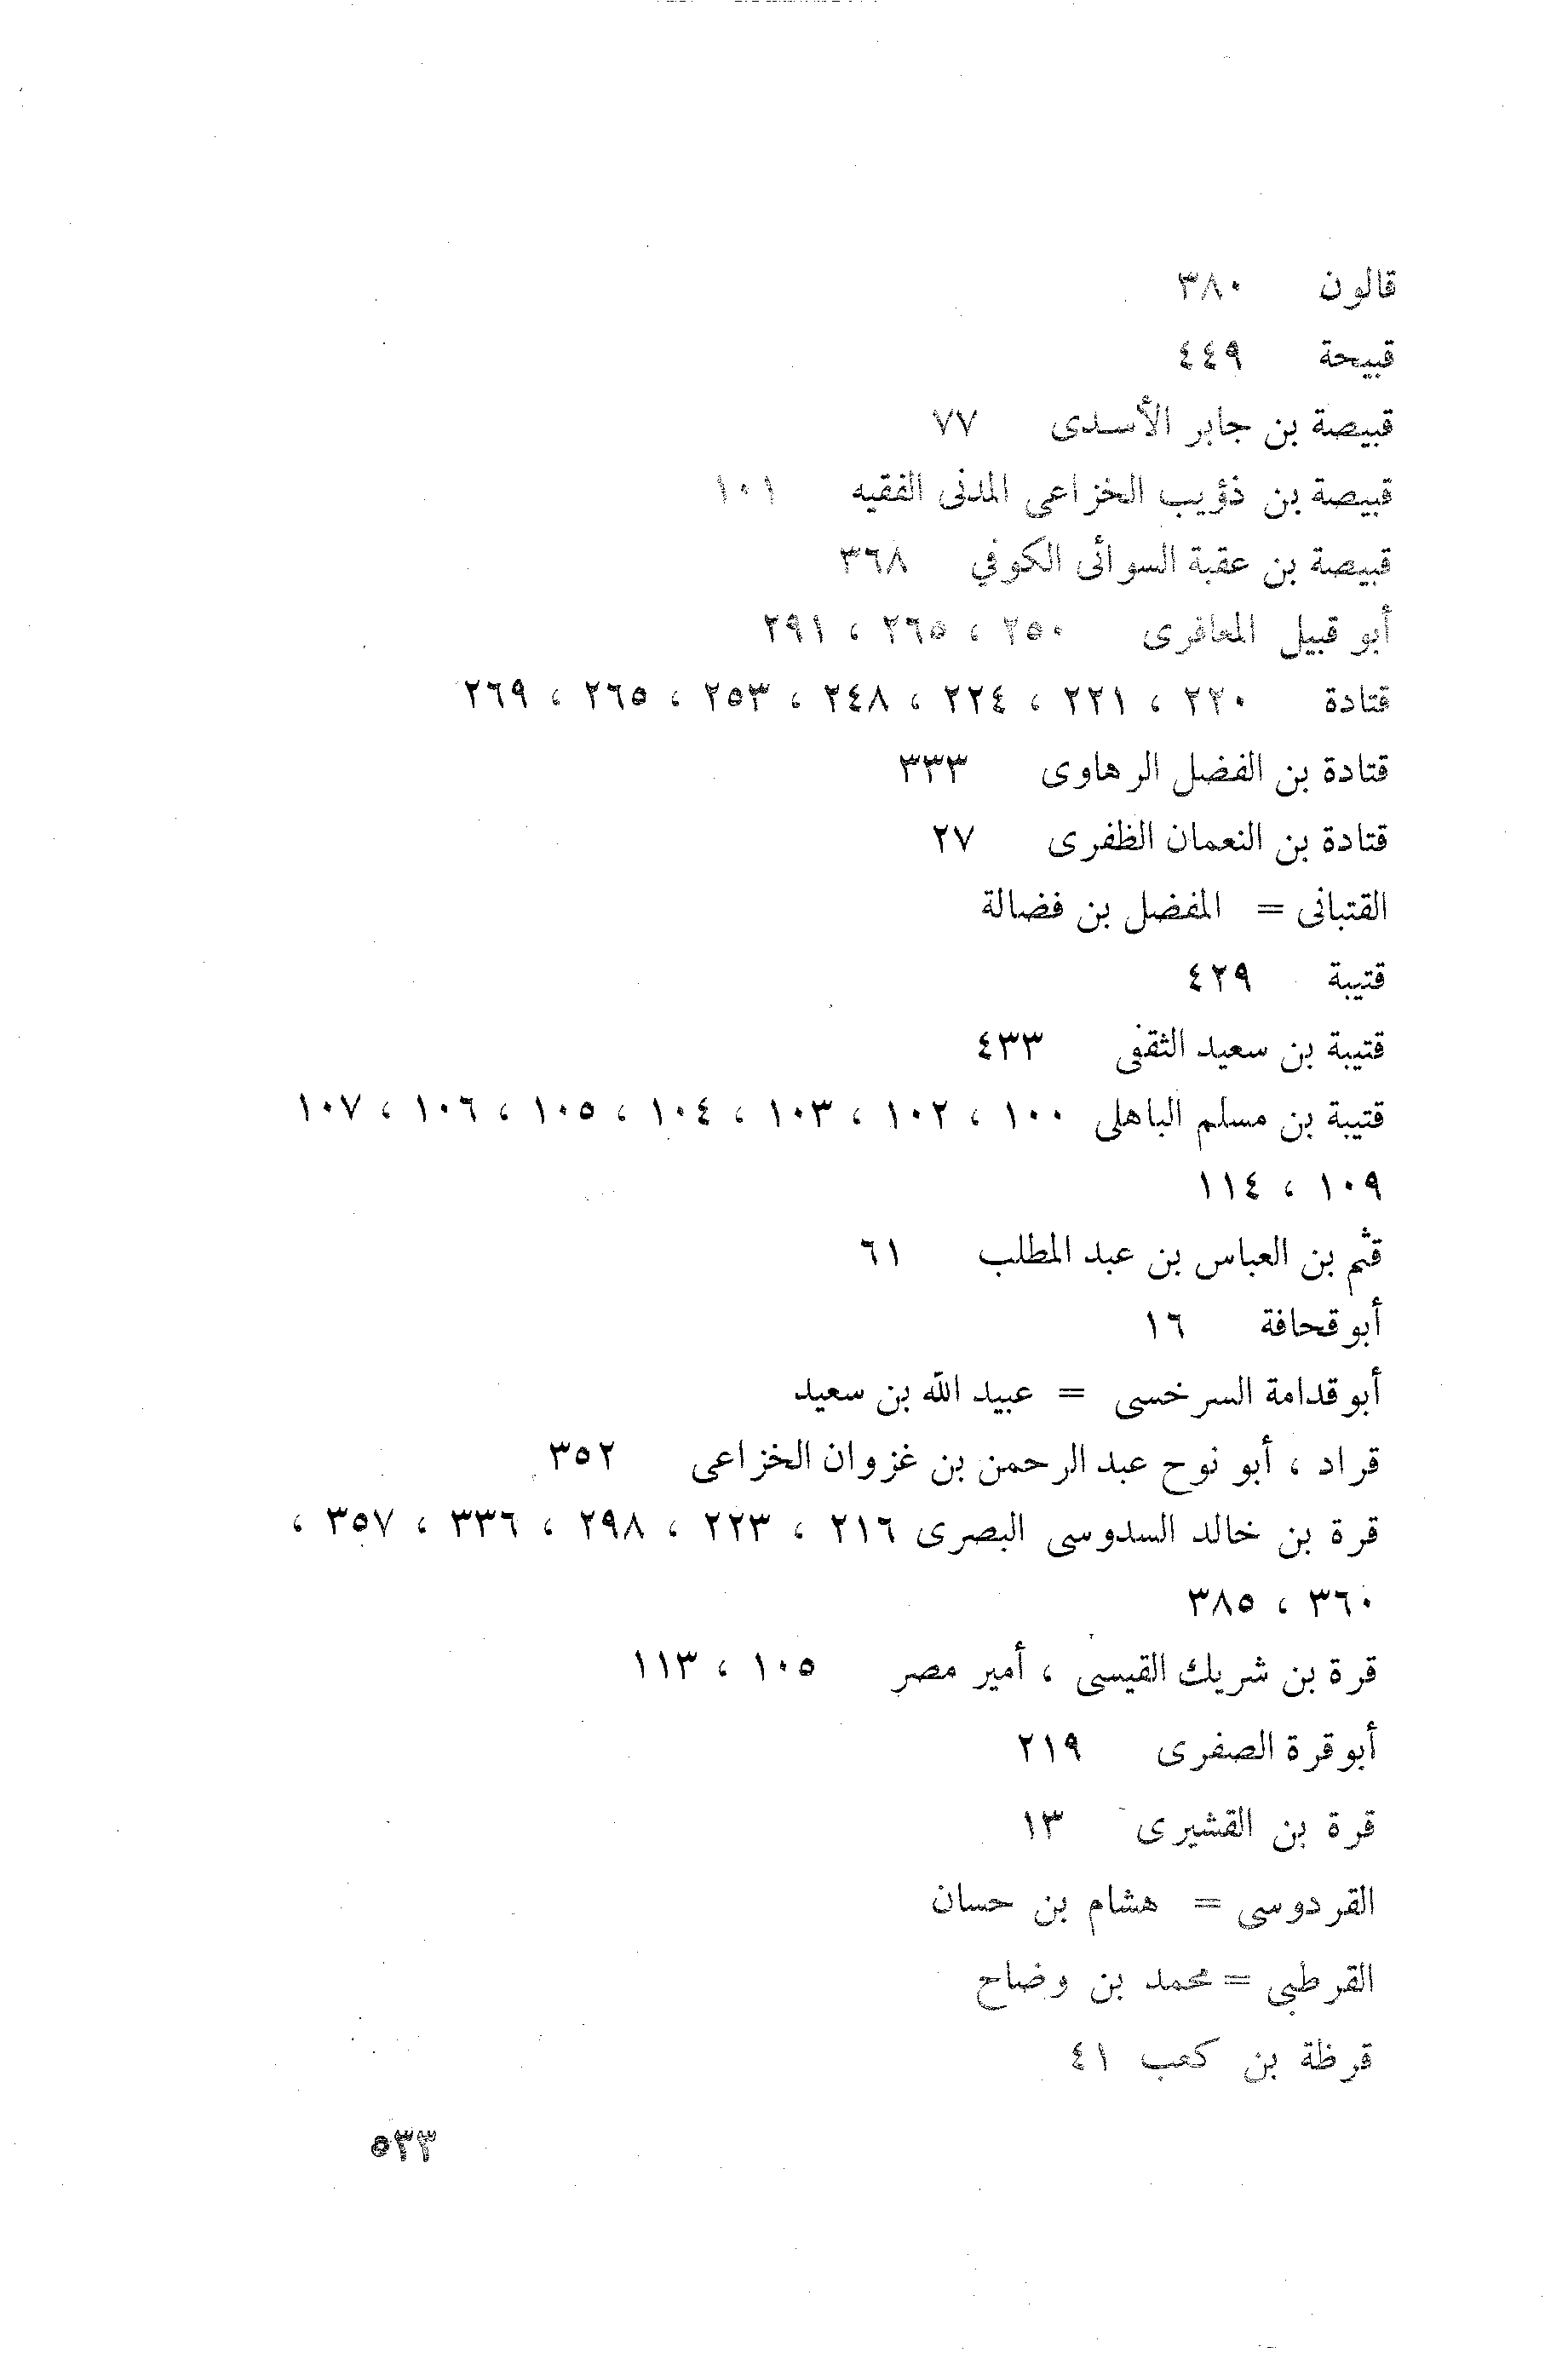 قالون ٣٨٠
قبيحة ٤٤٩
قبيصة بن جابر الأسدى ٧٧
قبيصة بن ذؤيب الخزاعى المدنى الفقيه ١٠١
قبيصة بن عقبة السوائى الكوفي ٣٦٨
أبو قبيل المعافرى ٢٥٠ ، ٢٦٥ ، ٢٩١
قتادة ٢٢٠ ، ٢٢١ ، ٢٢٤ ، ٢٤٨ ، ٢٥٣ ، ٢٦٥ ، ٢٦٩
قتادة بن الفضل الرهاوى ٣٣٣
قتادة بن النعمان الظفرى ٢٧
القتبانى = المفضل بن فضالة
قتيبة ٤٢٩
قتيبة بن سعيد الثقفى ٤٣٣
قتيبة بن مسلم الباهلى ١٠٠ ، ١٠٢ ، ١٠٣ ، ١٠٤ ، ١٠٥ ، ١٠٦ ، ١٠٧
١٠٩ ، ١١٤
قثم بن العباس بن عبد المطلب ٦١
أبو قحافة ١٦
أبو قدامة السرخسى = عبيد الله بن سعيد
قراد ، أبو نوح عبد الرحمن بن غزوان الخزاعى ٣٥٢
قرة بن خالد السدوسى البصرى ٢١٦ ، ٢٢٣ ، ٢٩٨ ، ٣٣٦ ، ٣٥٧ ،
٣٦٠ ، ٣٨٥
قرة بن شريك القيسى ، أمير مصر ١٠٥ ، ١١٣
أبو قرة الصفرى ٢١٩
قرة بن القشيرى ١٣
القردوسى = هشام بن حسان
القرطبى = محمد بن وضاح
قرظة بن كعب ٤١
٥٣٣